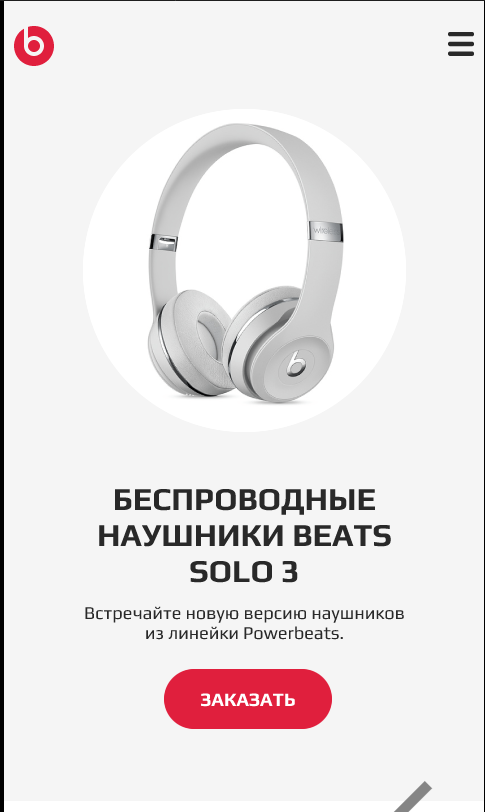 БЕСПРОВОДНЫЕ
НАУШНИКИ BEATS
SOLO 3
Встречайте новую версию наушников
из линейки Powerbeats.
ЗАКАЗАТЬ